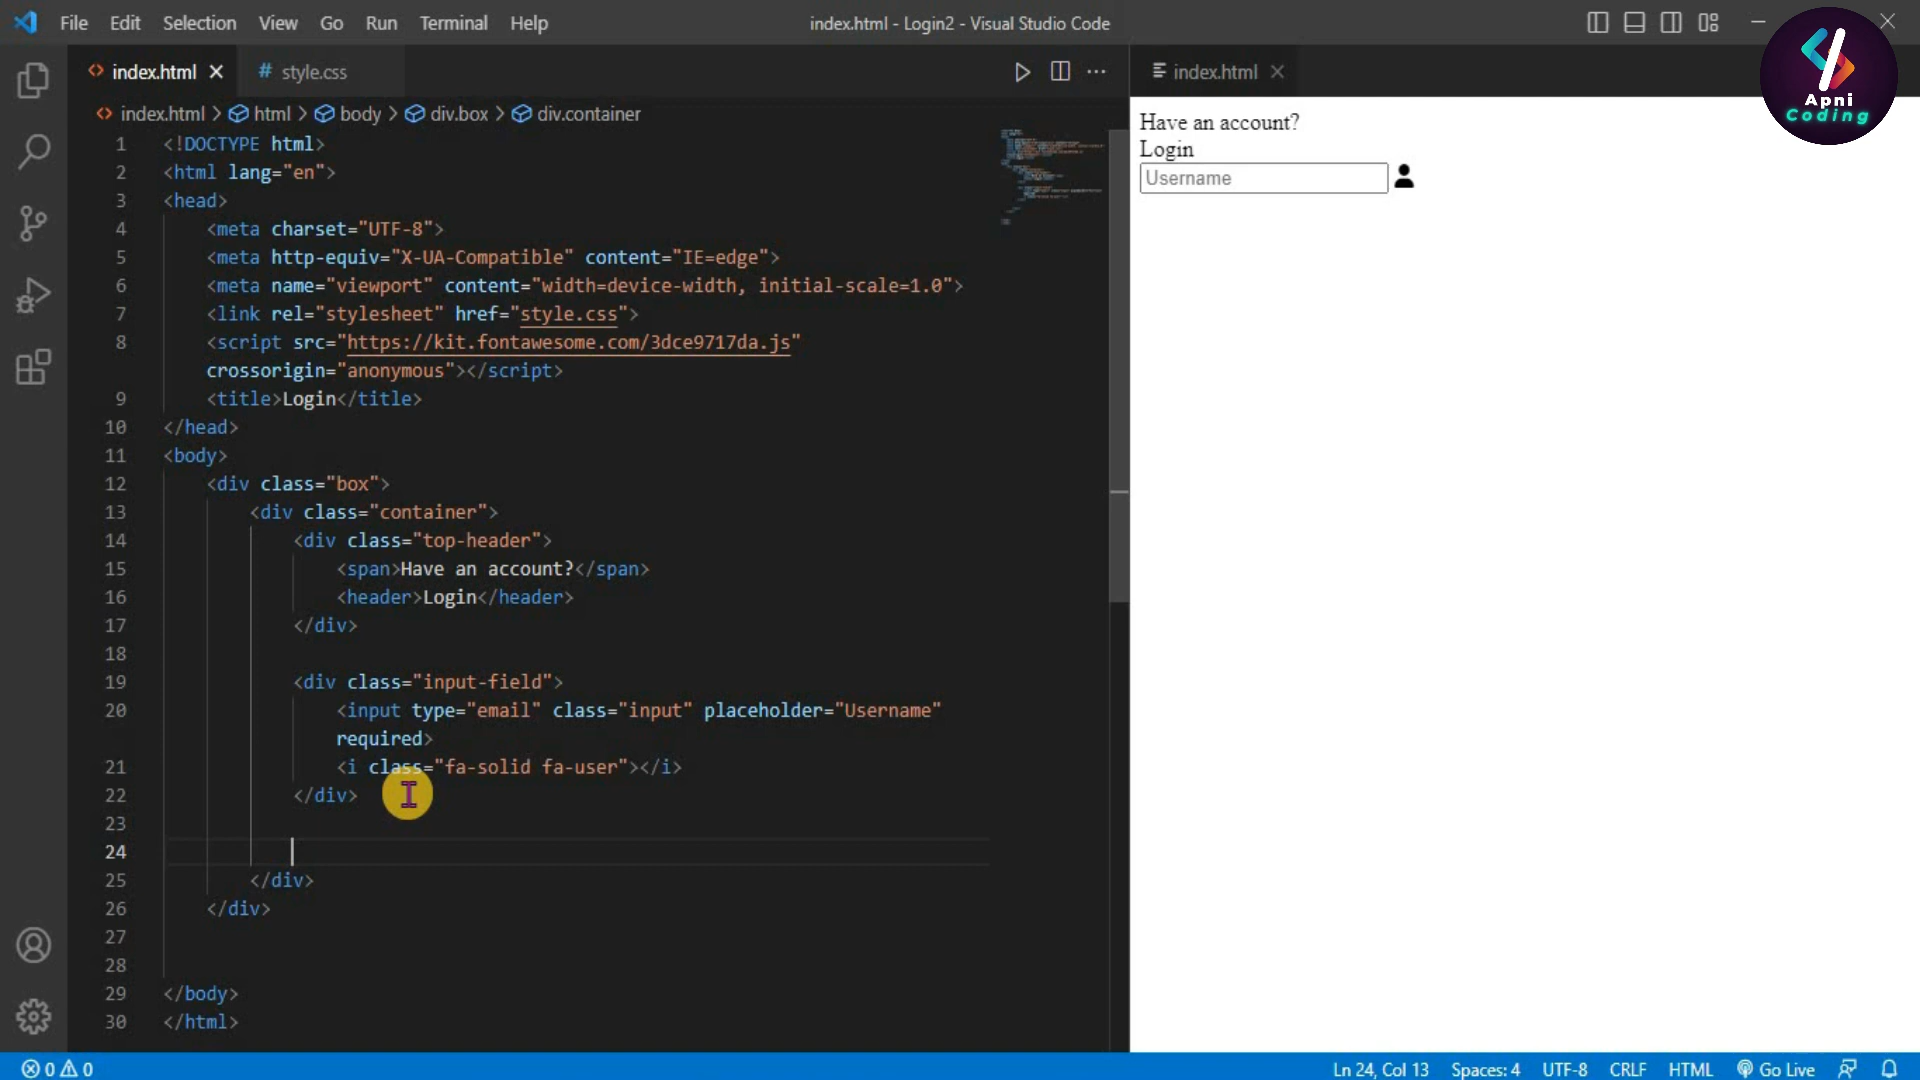 File Edit Selection View Go Run Terminal Help index.html - Login2 - Visual Studio Code
index.html style.css
index.html
Apni
Coding
index.html > html > body > div.box > div.container
1 <!DOCTYPE html>
2 <html lang="en">
3 <head>
4 <meta charset="UTF-8">
5 <meta http-equiv="X-UA-Compatible" content="IE=edge">
6 <meta name="viewport" content="width=device-width, initial-scale=1.0">
7 <link rel="stylesheet" href="style.css">
8 <script src="https://kit.fontawesome.com/3dce9717da.js"
crossorigin="anonymous"></script>
9 <title>Login</title>
10 </head>
11 <body>
12 <div class="box">
13 <div class="container">
14 <div class="top-header">
15 <span>Have an account?</span>
16 <header>Login</header>
17 </div>
18
19 <div class="input-field">
20 <input type="email" class="input" placeholder="Username"
required>
21 <i class="fa-solid fa-user"></i>
22 </div>
23
24
25 </div>
26 </div>
27
28
29 </body>
30 </html>
Have an account?
Login
Username
0 0 Ln 24, Col 13 Spaces: 4 UTF-8 CRLF HTML Go Live